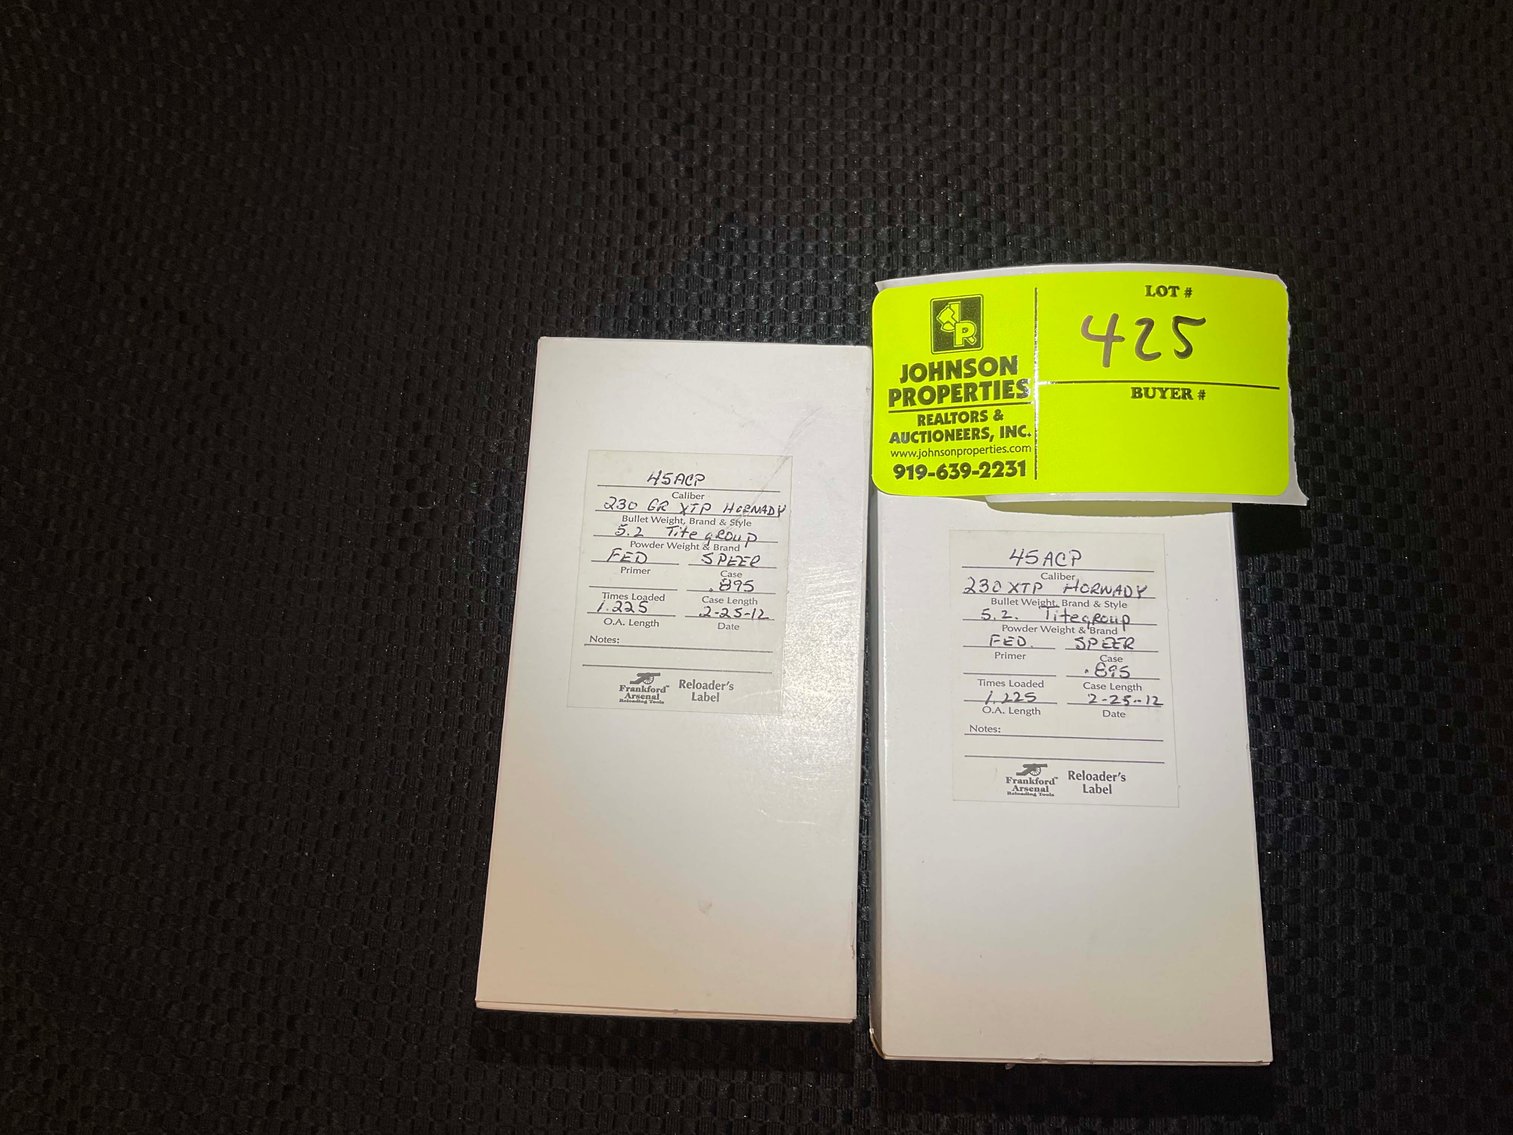 45ACP
Caliber
230 GR XTP HORNADY
Bullet Weight, Brand & Style
5.2 Titegroup
Powder Weight & Brand
FED SPEER
Primer Case
.895
Times Loaded Case Length
1.225 2-25-12
O.A. Length Date
Notes:
Frankford Arsenal
Reloading Tools
Reloader's
Label
LOT #
425
BUYER #
JR
JOHNSON
PROPERTIES
REALTORS &
AUCTIONEERS, INC.
www.johnsonproperties.com
919-639-2231
45ACP
Caliber
230 XTP HORNADY
Bullet Weight, Brand & Style
5.2. Titegroup
Powder Weight & Brand
FED. SPEER
Primer Case
.895
Times Loaded Case Length
1.225 2-25-12
O.A. Length Date
Notes:
Frankford
Arsenal
Reloading Tools
Reloader's
Label